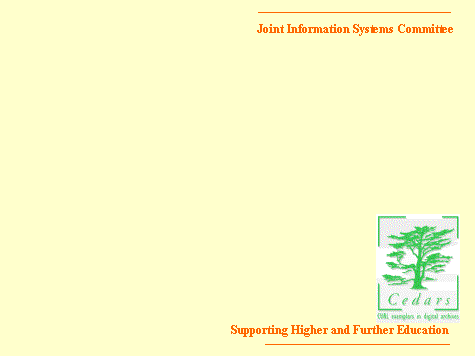 Joint Information Systems Committee
Cedars
CURL exemplars in digital archives
Supporting Higher and Further Education